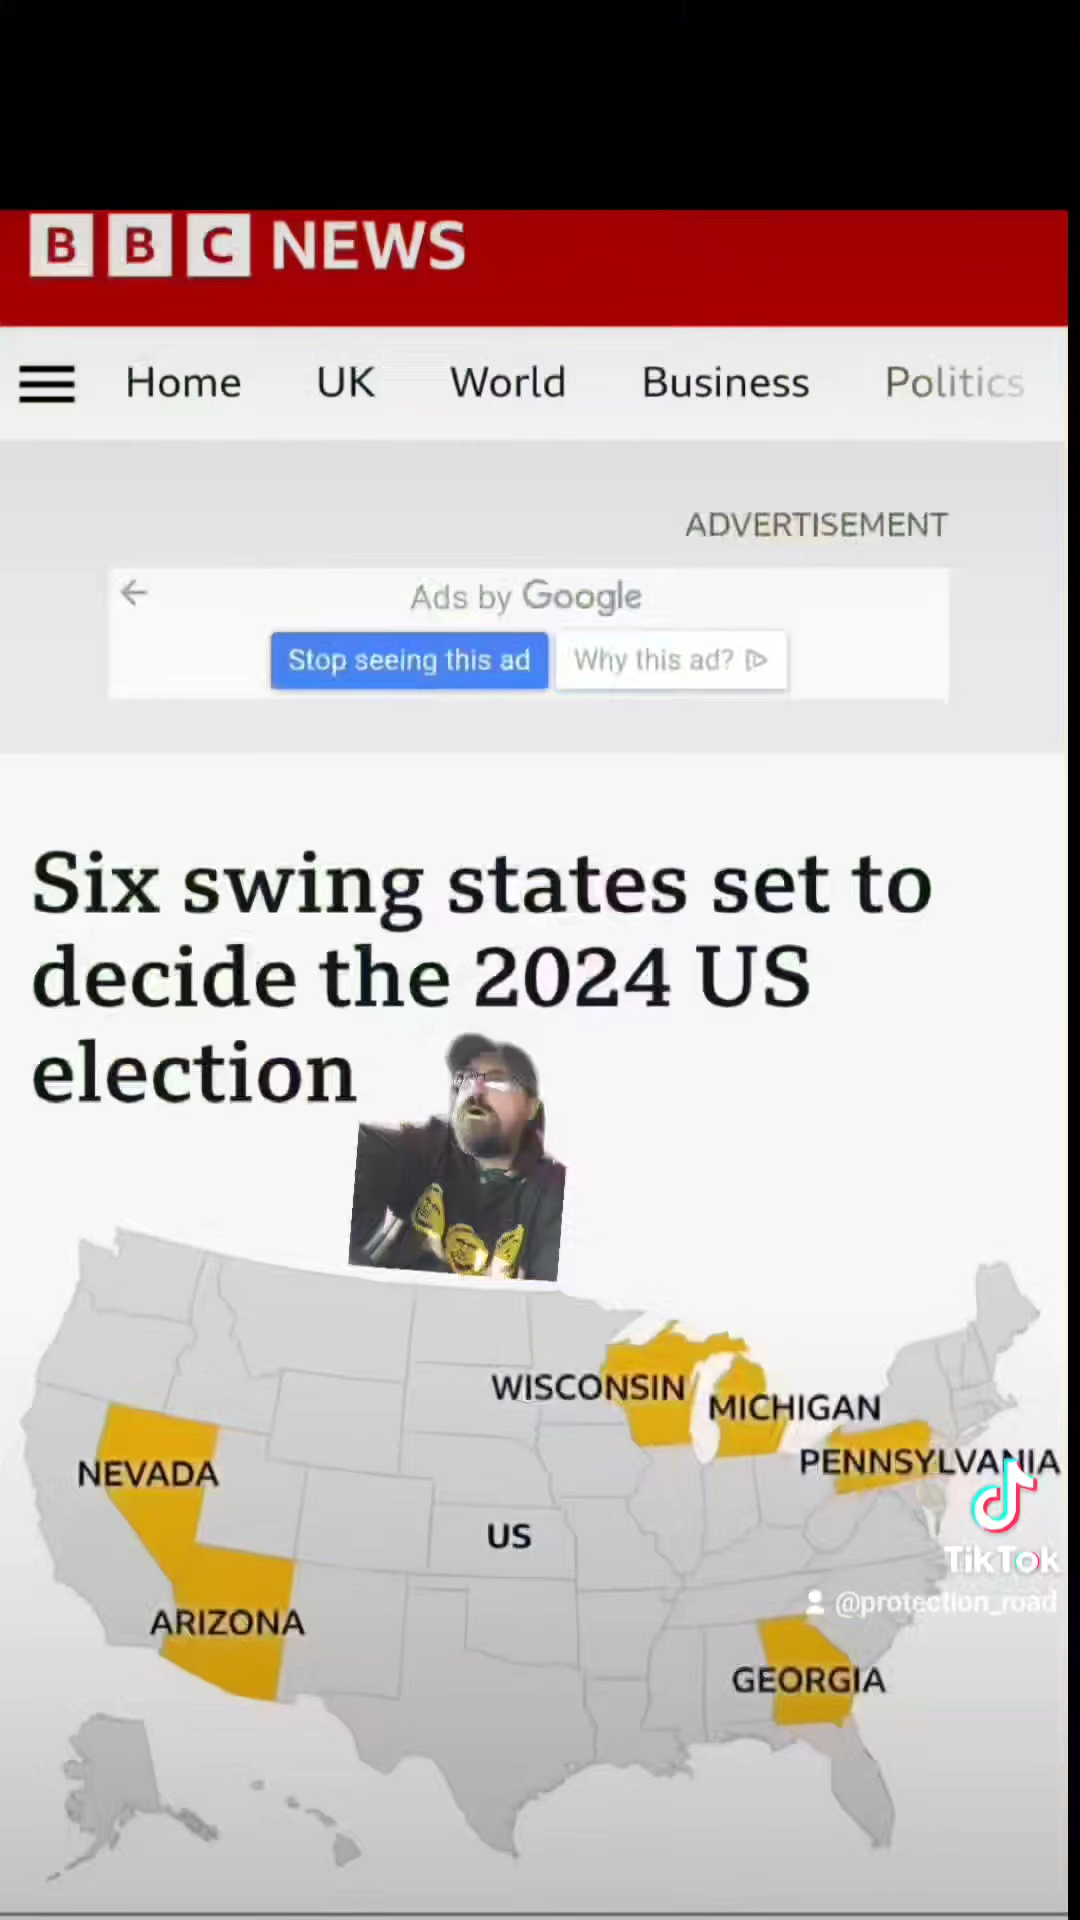 BBC NEWS
Home UK World Business Politics
ADVERTISEMENT
Ads by Google
Stop seeing this ad Why this ad?
Six swing states set to
decide the 2024 US
election
WISCONSIN
MICHIGAN
NEVADA
PENNSYLVANIA
US
TikTok
@protection_road
ARIZONA
GEORGIA